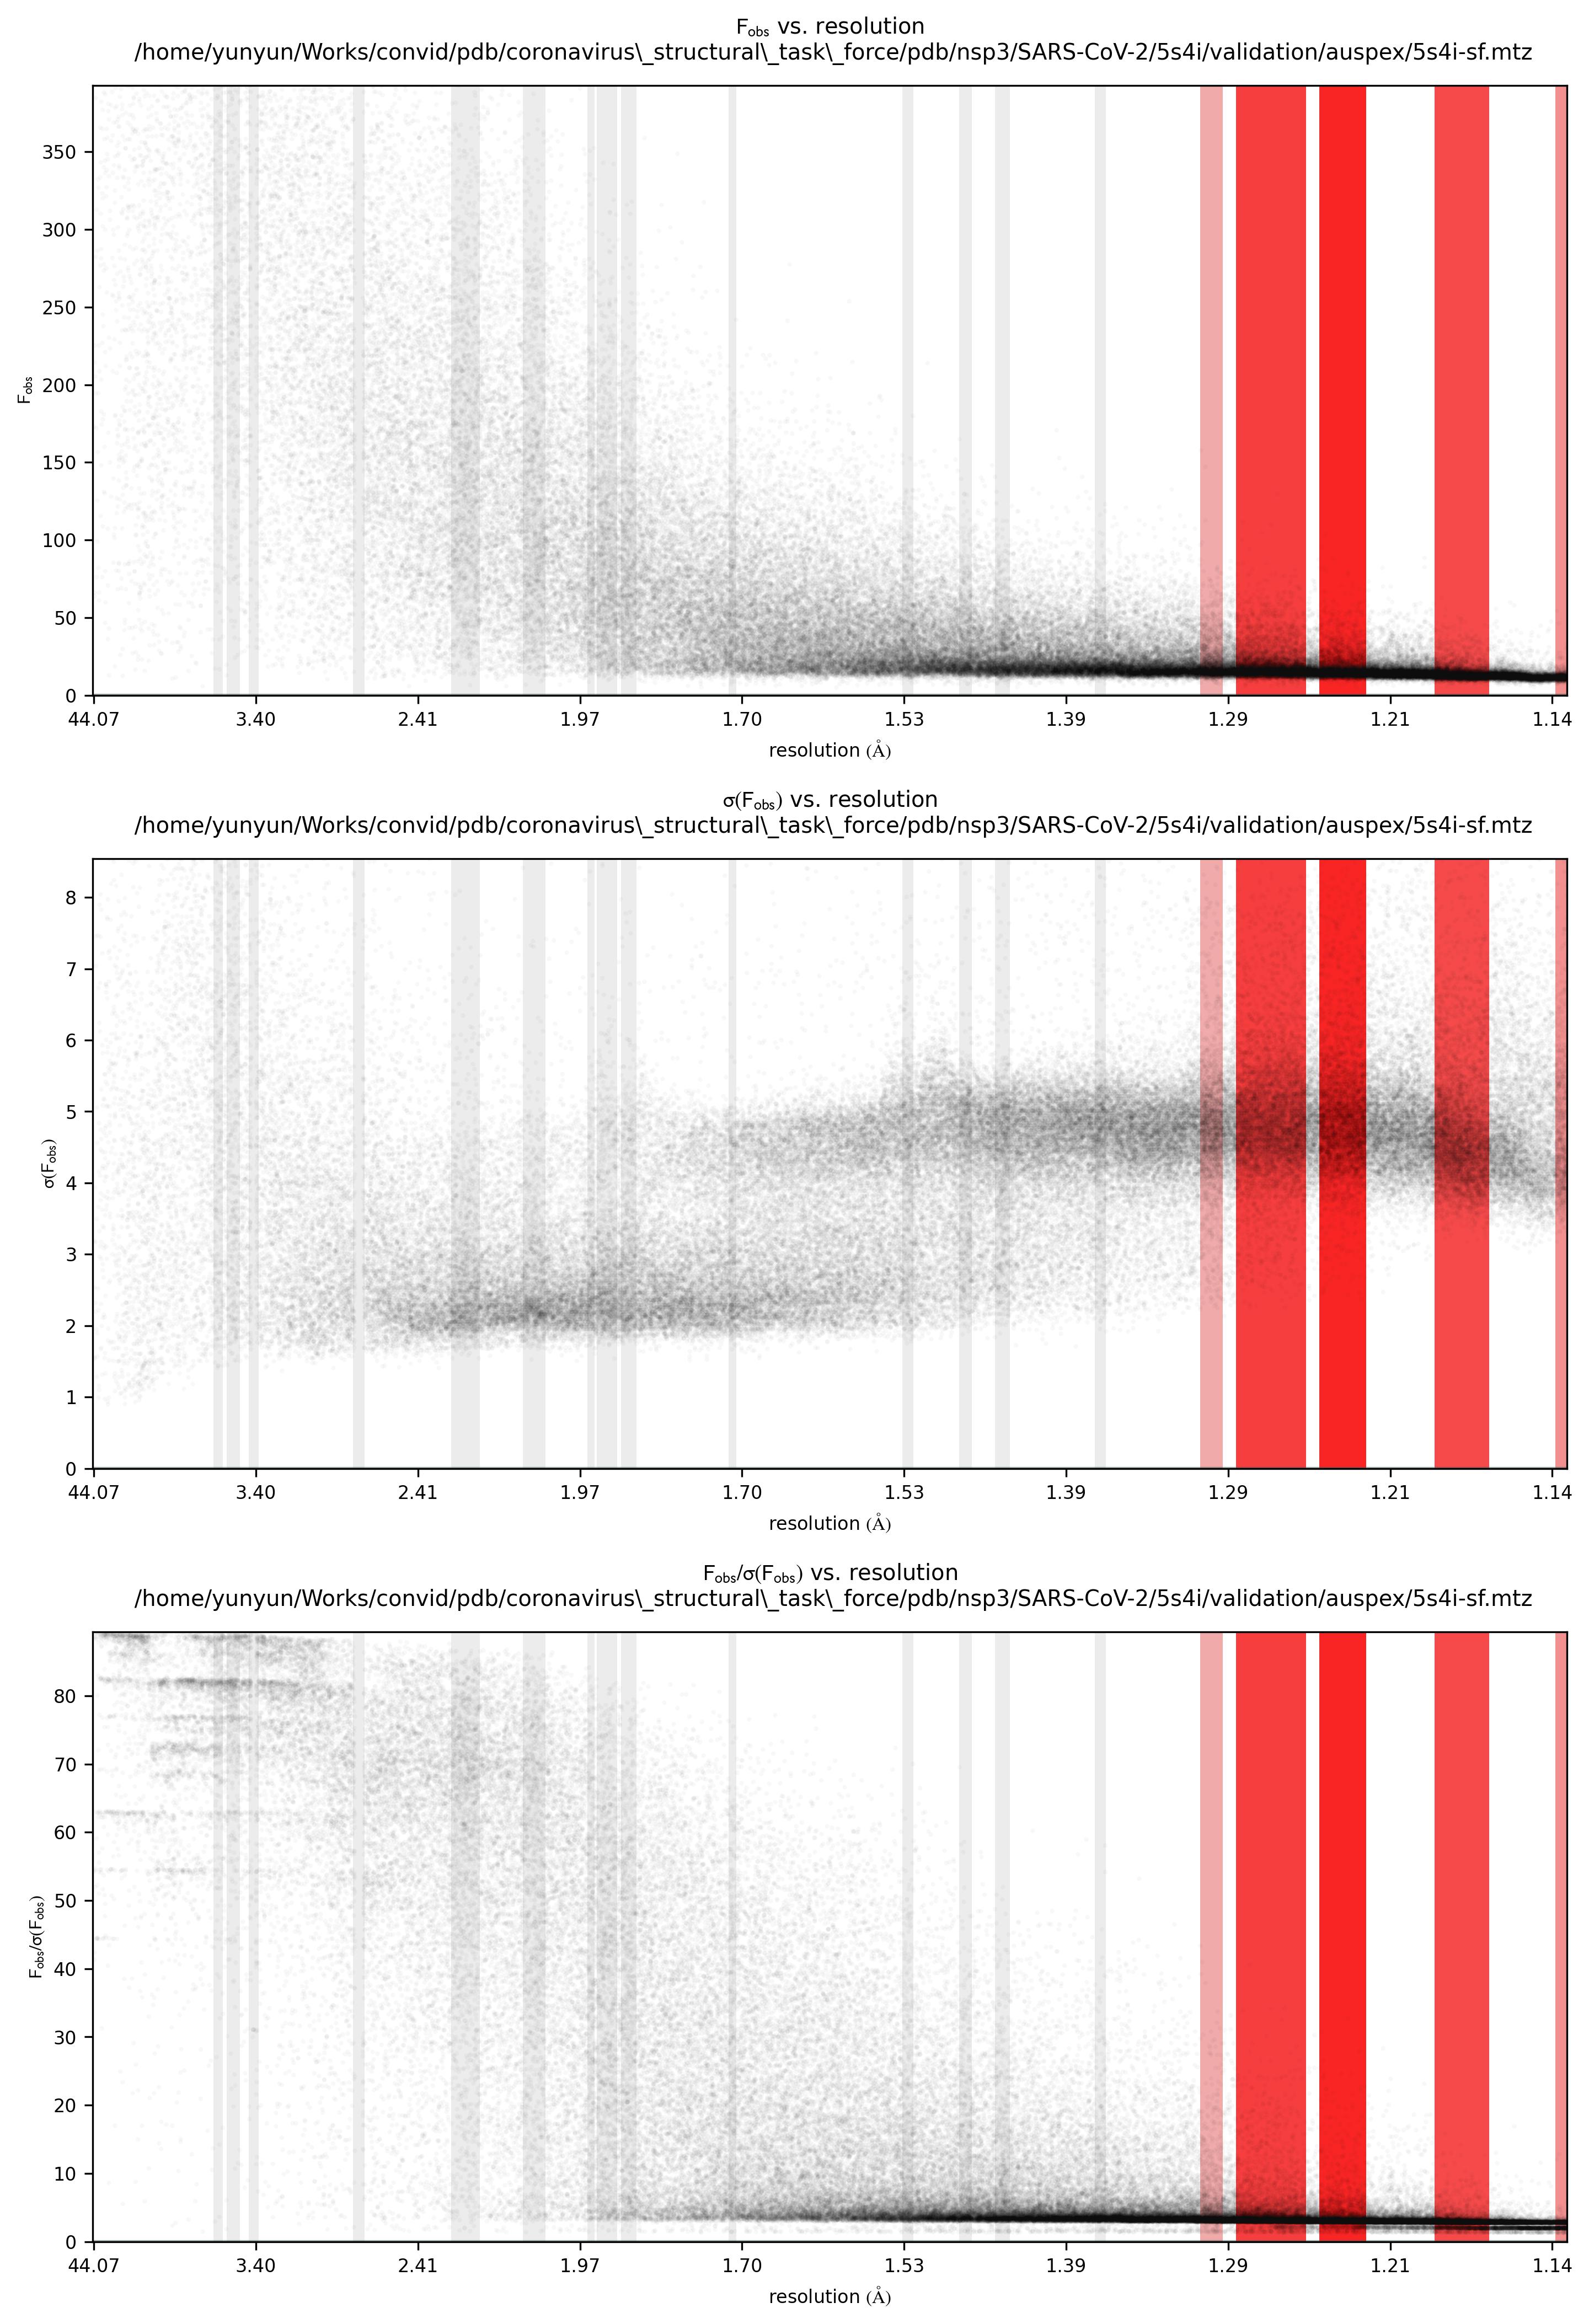 Fobs vs. resolution
/home/yunyun/Works/convid/pdb/coronavirus\_structural\_task\_force/pdb/nsp3/SARS-CoV-2/5s4i/validation/auspex/5s4i-sf.mtz
350
300
250
200
150
100
50
0
Fobs
44.07 3.40 2.41 1.97 1.70 1.53 1.39 1.29 1.21 1.14
resolution (Å)
σ(Fobs) vs. resolution
/home/yunyun/Works/convid/pdb/coronavirus\_structural\_task\_force/pdb/nsp3/SARS-CoV-2/5s4i/validation/auspex/5s4i-sf.mtz
8
7
6
5
4
3
2
1
0
σ(Fobs)
44.07 3.40 2.41 1.97 1.70 1.53 1.39 1.29 1.21 1.14
resolution (Å)
Fobs/σ(Fobs) vs. resolution
/home/yunyun/Works/convid/pdb/coronavirus\_structural\_task\_force/pdb/nsp3/SARS-CoV-2/5s4i/validation/auspex/5s4i-sf.mtz
80
70
60
50
40
30
20
10
0
Fobs/σ(Fobs)
44.07 3.40 2.41 1.97 1.70 1.53 1.39 1.29 1.21 1.14
resolution (Å)